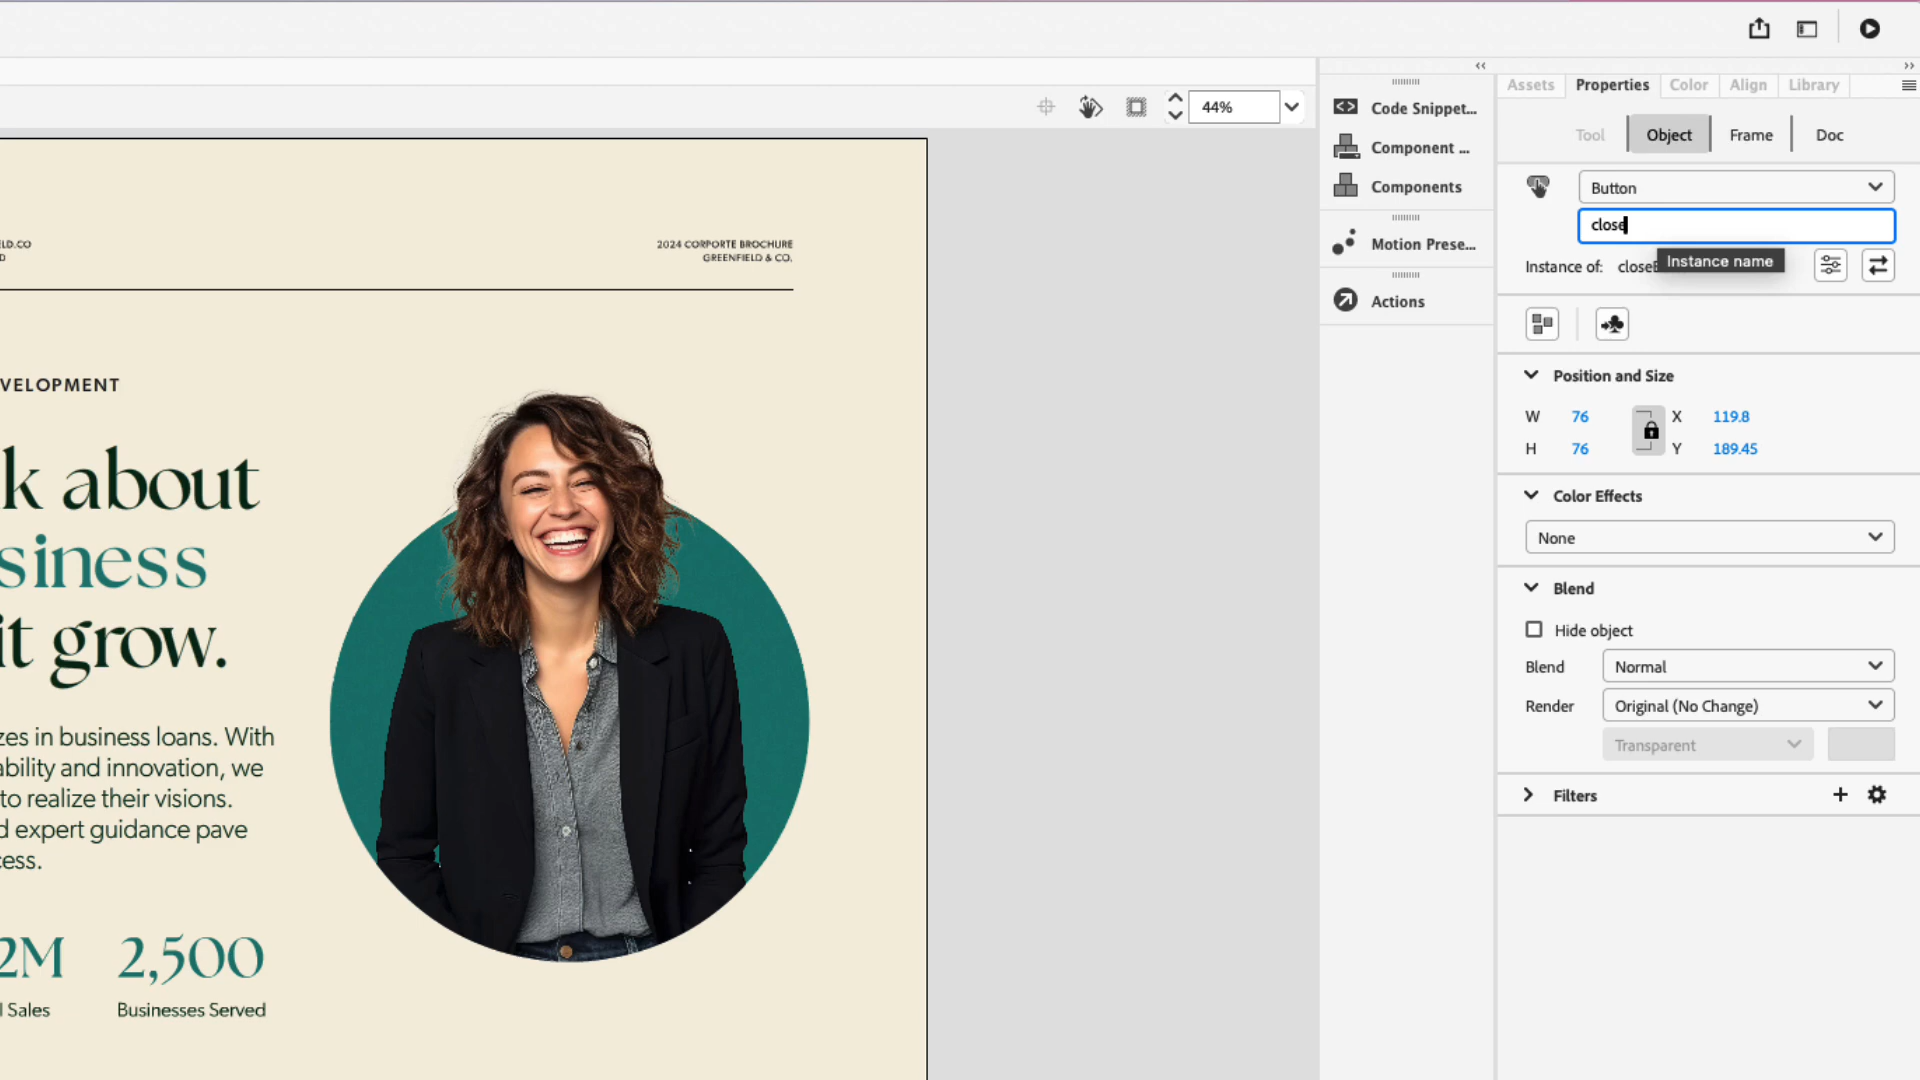 44%
Code Snippet...
Component ...
Components
Motion Prese...
Actions
Assets
Properties
Color
Align
Library
Tool
Object
Frame
Doc
Button
close
Instance of: close
Instance name
Position and Size
W 76 X 119.8
H 76 Y 189.45
Color Effects
None
Blend
Hide object
Blend Normal
Render Original (No Change)
Transparent
Filters
LD.CO
D
2024 CORPORTE BROCHURE
GREENFIELD & CO.
VELOPMENT
k about
siness
it grow.
zes in business loans. With
ability and innovation, we
to realize their visions.
d expert guidance pave
cess.
2M
l Sales
2,500
Businesses Served